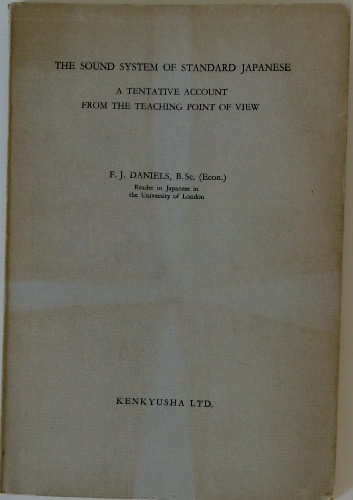 THE SOUND SYSTEM OF STANDARD JAPANESE
A TENTATIVE ACCOUNT
FROM THE TEACHING POINT OF VIEW
F. J. DANIELS, B. Sc. (Econ.)
Reader in Japanese in
the University of London
KENKYUSHA LTD.